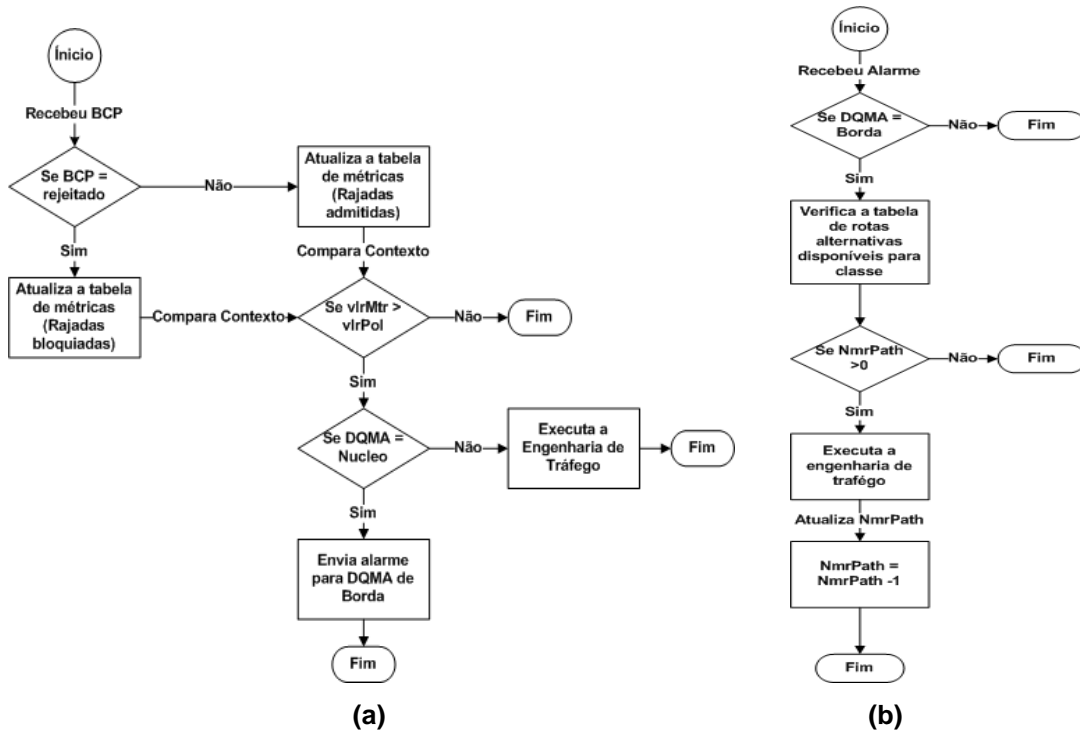 Ínicio
Recebeu BCP
Se BCP =
rejeitado
Não
Atualiza a tabela
de métricas
(Rajadas
admitidas)
Sim
Compara Contexto
Atualiza a tabela
de métricas
(Rajadas
bloquiadas)
Compara Contexto
Se vlrMtr >
vlrPol
Não
Fim
Sim
Se DQMA =
Nucleo
Não
Executa a
Engenharia de
Tráfego
Fim
Sim
Envia alarme
para DQMA de
Borda
Fim
(a)
Ínicio
Recebeu Alarme
Se DQMA =
Borda
Não
Fim
Sim
Verifica a tabela
de rotas
alternativas
disponíveis para
classe
Se NmrPath
>0
Não
Fim
Sim
Executa a
engenharia de
trafégo
Atualiza NmrPath
NmrPath =
NmrPath -1
Fim
(b)